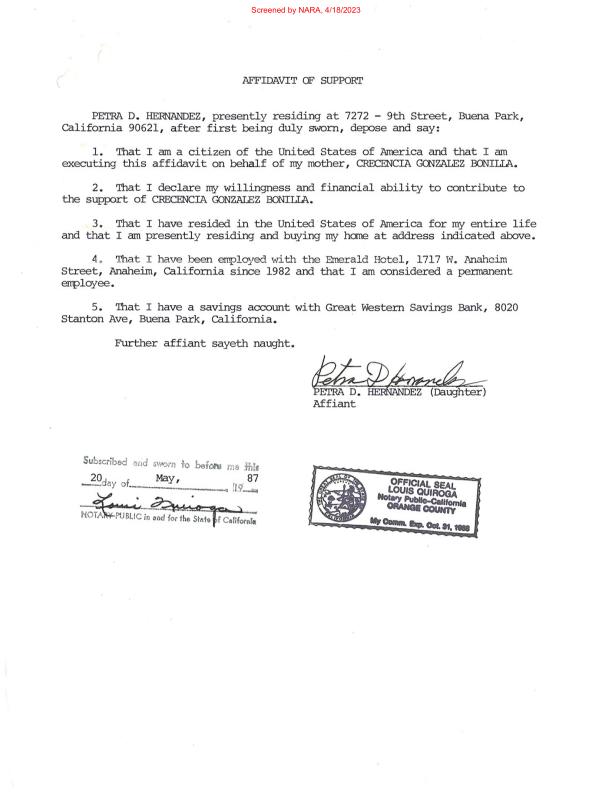 Screened by NARA, 4/18/2023
AFFIDAVIT OF SUPPORT
PETRA D. HERNANDEZ, presently residing at 7272 - 9th Street, Buena Park,
California 90621, after first being duly sworn, depose and say:
1. That I am a citizen of the United States of America and that I am
executing this affidavit on behalf of my mother, CRECENCIA GONZALEZ BONILLA.
2. That I declare my willingness and financial ability to contribute to
the support of CRECENCIA GONZALEZ BONILLA.
3. That I have resided in the United States of America for my entire life
and that I am presently residing and buying my home at address indicated above.
4. That I have been employed with the Emerald Hotel, 1717 W. Anaheim
Street, Anaheim, California since 1982 and that I am considered a permanent
employee.
5. That I have a savings account with Great Western Savings Bank, 8020
Stanton Ave, Buena Park, California.
Further affiant sayeth naught.
Petra D Hernandez
PETRA D. HERNANDEZ (Daughter)
Affiant
Subscribed and sworn to before me this
20 day of May, 19 87
Louis Quiroga
NOTARY PUBLIC in and for the State of California
OFFICIAL SEAL
LOUIS QUIROGA
Notary Public-California
ORANGE COUNTY
My Comm. Exp. Oct. 31, 1988